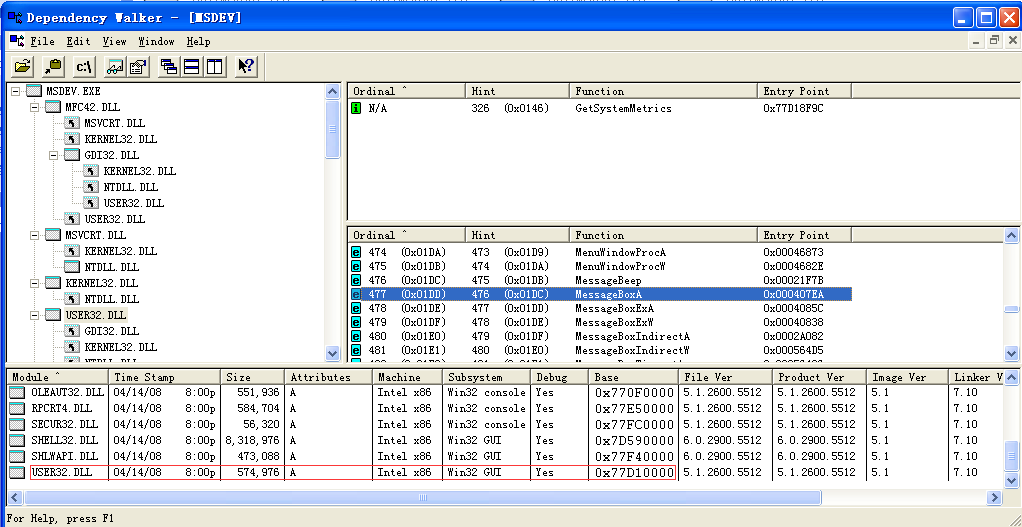 Dependency Walker - [MSDEV]
File Edit View Window Help
c:\
MSDEV.EXE
MFC42.DLL
MSVCRT.DLL
KERNEL32.DLL
GDI32.DLL
KERNEL32.DLL
NTDLL.DLL
USER32.DLL
USER32.DLL
MSVCRT.DLL
KERNEL32.DLL
NTDLL.DLL
KERNEL32.DLL
NTDLL.DLL
USER32.DLL
GDI32.DLL
KERNEL32.DLL
NTDLL.DLL
Ordinal ^ Hint Function Entry Point
N/A 326 (0x0146) GetSystemMetrics 0x77D18F9C
Ordinal ^ Hint Function Entry Point
474 (0x01DA) 473 (0x01D9) MenuWindowProcA 0x00046873
475 (0x01DB) 474 (0x01DA) MenuWindowProcW 0x0004682E
476 (0x01DC) 475 (0x01DB) MessageBeep 0x00021F7B
477 (0x01DD) 476 (0x01DC) MessageBoxA 0x000407EA
478 (0x01DE) 477 (0x01DD) MessageBoxExA 0x0004085C
479 (0x01DF) 478 (0x01DE) MessageBoxExW 0x00040838
480 (0x01E0) 479 (0x01DF) MessageBoxIndirectA 0x0002A082
481 (0x01E1) 480 (0x01E0) MessageBoxIndirectW 0x000564D5
Module ^ Time Stamp Size Attributes Machine Subsystem Debug Base File Ver Product Ver Image Ver Linker V
OLEAUT32.DLL 04/14/08 8:00p 551,936 A Intel x86 Win32 console Yes 0x770F0000 5.1.2600.5512 5.1.2600.5512 5.1 7.10
RPCRT4.DLL 04/14/08 8:00p 584,704 A Intel x86 Win32 console Yes 0x77E50000 5.1.2600.5512 5.1.2600.5512 5.1 7.10
SECUR32.DLL 04/14/08 8:00p 56,320 A Intel x86 Win32 console Yes 0x77FC0000 5.1.2600.5512 5.1.2600.5512 5.1 7.10
SHELL32.DLL 04/14/08 8:00p 8,318,976 A Intel x86 Win32 GUI Yes 0x7D590000 6.0.2900.5512 6.0.2900.5512 5.1 7.10
SHLWAPI.DLL 04/14/08 8:00p 473,088 A Intel x86 Win32 GUI Yes 0x77F40000 6.0.2900.5512 6.0.2900.5512 5.1 7.10
USER32.DLL 04/14/08 8:00p 574,976 A Intel x86 Win32 GUI Yes 0x77D10000 5.1.2600.5512 5.1.2600.5512 5.1 7.10
For Help, press F1